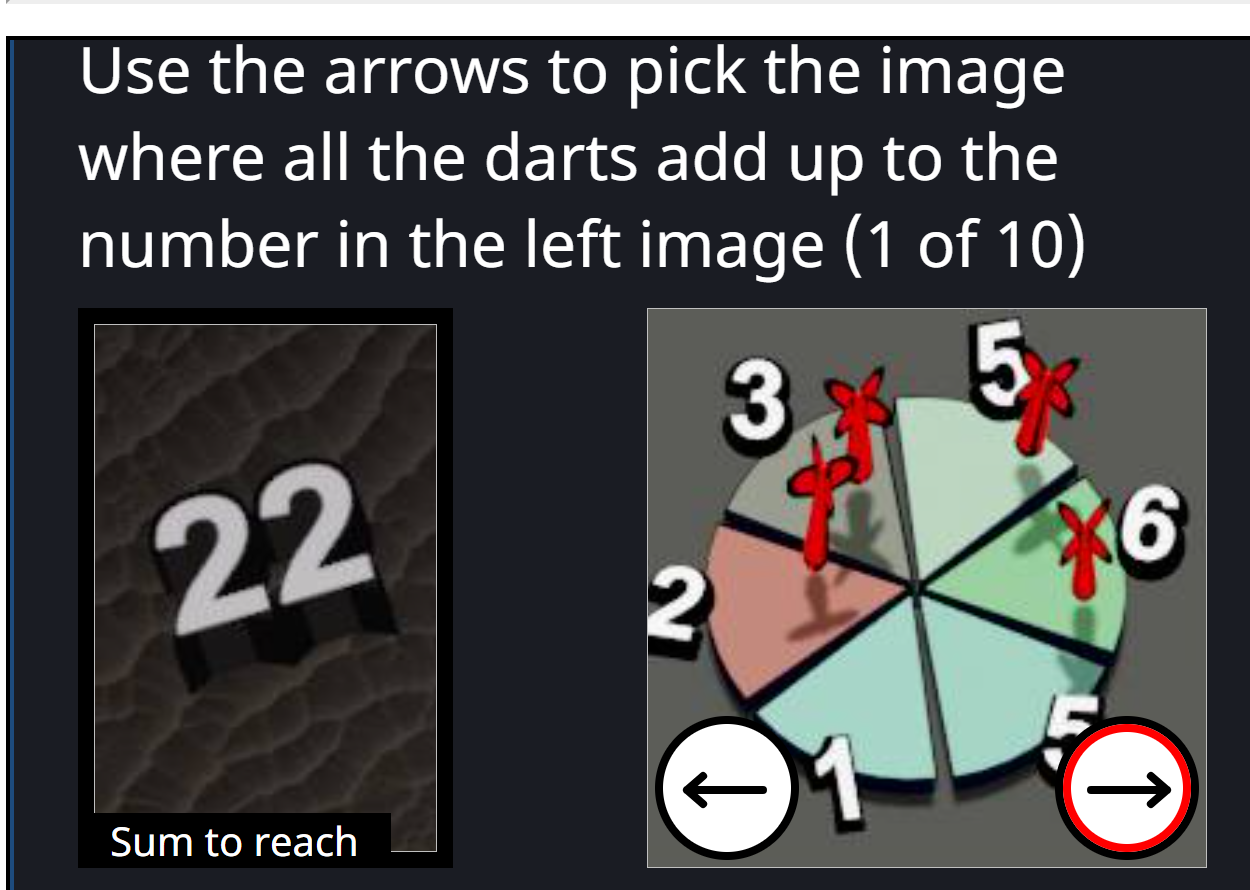 Use the arrows to pick the image
where all the darts add up to the
number in the left image (1 of 10)
22
Sum to reach
3
5
6
2
1
5